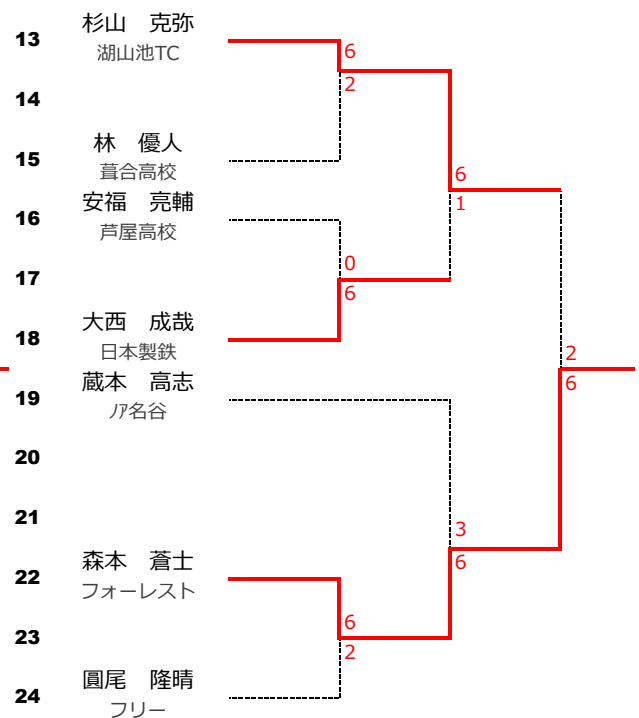 杉山　克弥
13
湖山池TC
6
2
14
林　優人
15
葺合高校
6
1
安福　亮輔
16
芦屋高校
0
6
17
大西　成哉
18
日本製鉄
2
6
蔵本　高志
19
ﾉｱ名谷
20
21
3
6
森本　蒼士
22
フォーレスト
6
2
23
圓尾　隆晴
24
フリー